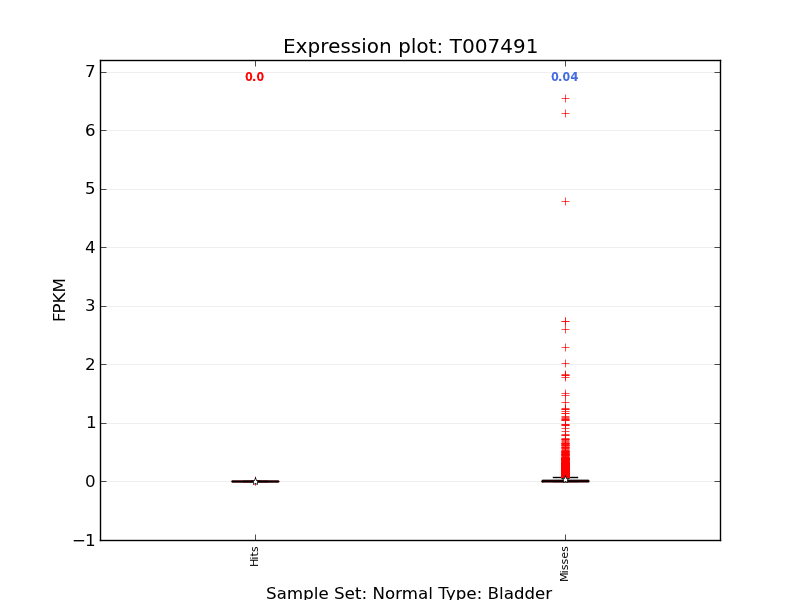 Expression plot: T007491
0.0
0.04
7
6
5
4
3
2
1
0
−1
FPKM
Hits
Misses
Sample Set: Normal Type: Bladder